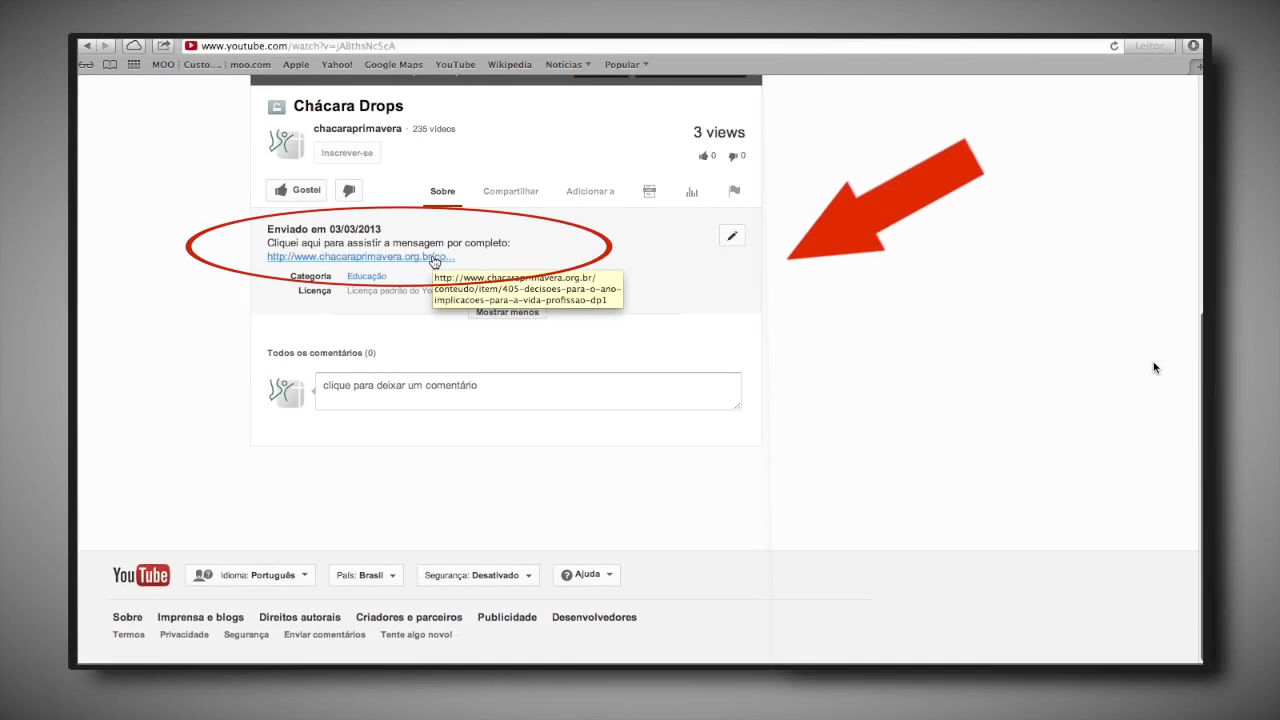 www.youtube.com/watch?v=jABthsNcScA
Leitor
MOO | Custo.... | moo.com Apple Yahoo! Google Maps YouTube Wikipedia Notícias Popular
Chácara Drops
chacaraprimavera · 235 vídeos
3 views
Inscrever-se
0 0
Gostei Sobre Compartilhar Adicionar a
Enviado em 03/03/2013
Cliquei aqui para assistir a mensagem por completo:
http://www.chacaraprimavera.org.br/co...
Categoria Educação
http://www.chacaraprimavera.org.br/
conteudo/item/405-decisoes-para-o-ano-
implicacoes-para-a-vida-profissao-dp1
Licença Licença padrão do Yo
Mostrar menos
Todos os comentários (0)
clique para deixar um comentário
YouTube Idioma: Português País: Brasil Segurança: Desativado Ajuda
Sobre Imprensa e blogs Direitos autorais Criadores e parceiros Publicidade Desenvolvedores
Termos Privacidade Segurança Enviar comentários Tente algo novo!